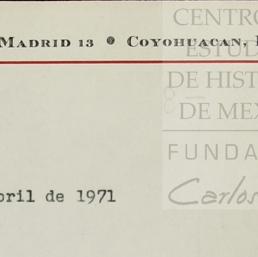 MADRID 13 • COYOHUACAN,
CENTRO
ESTUD
DE HIST
DE MEX
FUNDA
Carlos
bril de 1971